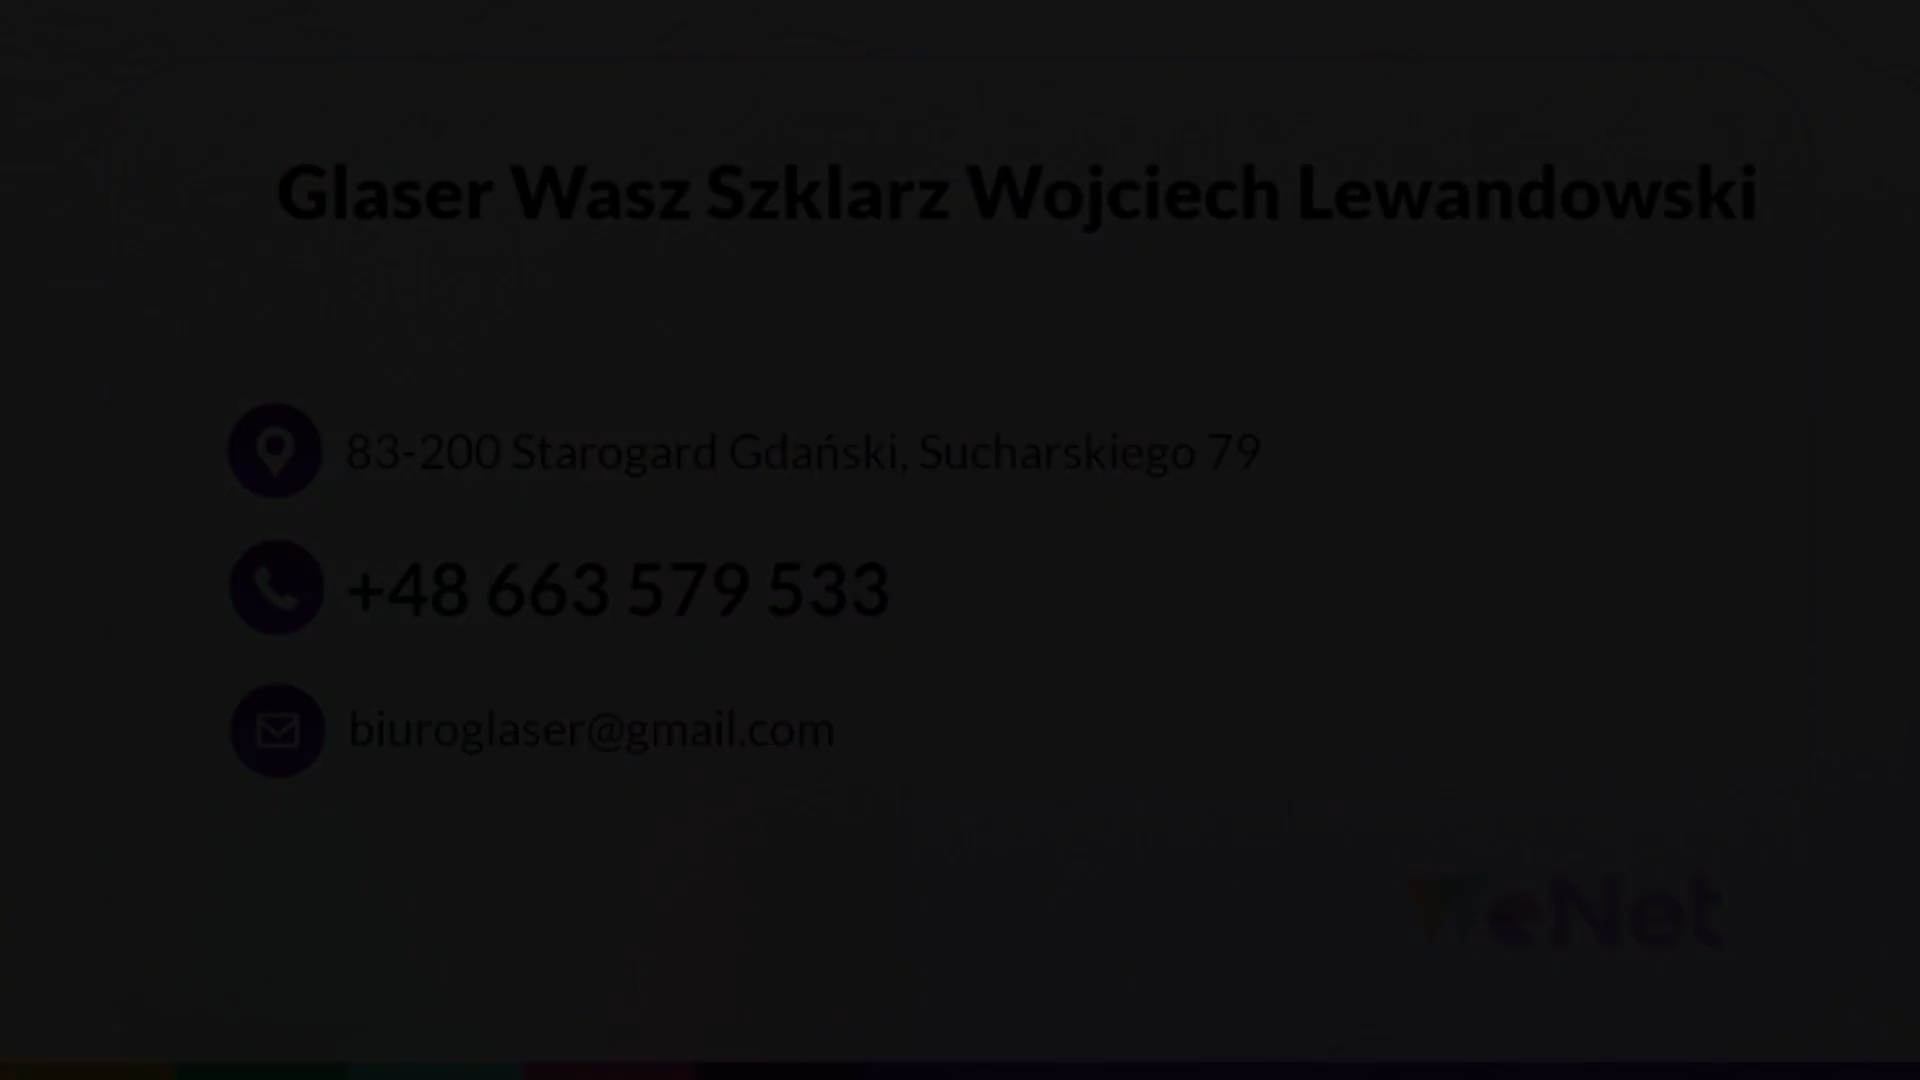 Glaser Wasz Szklarz Wojciech Lewandowski
83-200 Starogard Gdański, Sucharskiego 79
+48 663 579 533
biuroglaser@gmail.com
WeNet